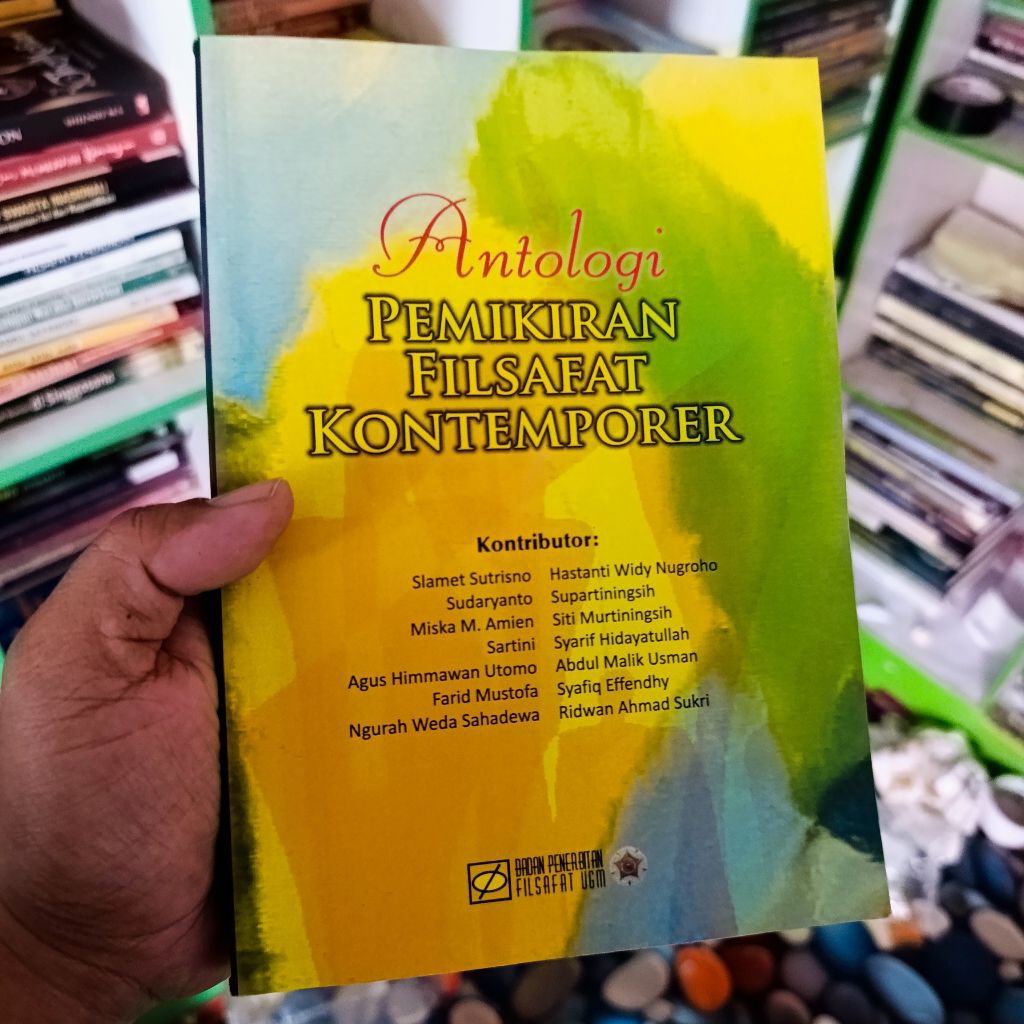 Antologi
PEMIKIRAN
FILSAFAT
KONTEMPORER
Kontributor:
Slamet Sutrisno
Sudaryanto
Miska M. Amien
Sartini
Agus Himmawan Utomo
Farid Mustofa
Ngurah Weda Sahadewa
Hastanti Widy Nugroho
Supartiningsih
Siti Murtiningsih
Syarif Hidayatullah
Abdul Malik Usman
Syafiq Effendhy
Ridwan Ahmad Sukri
BADAN PENERBITAN
FILSAFAT UGM